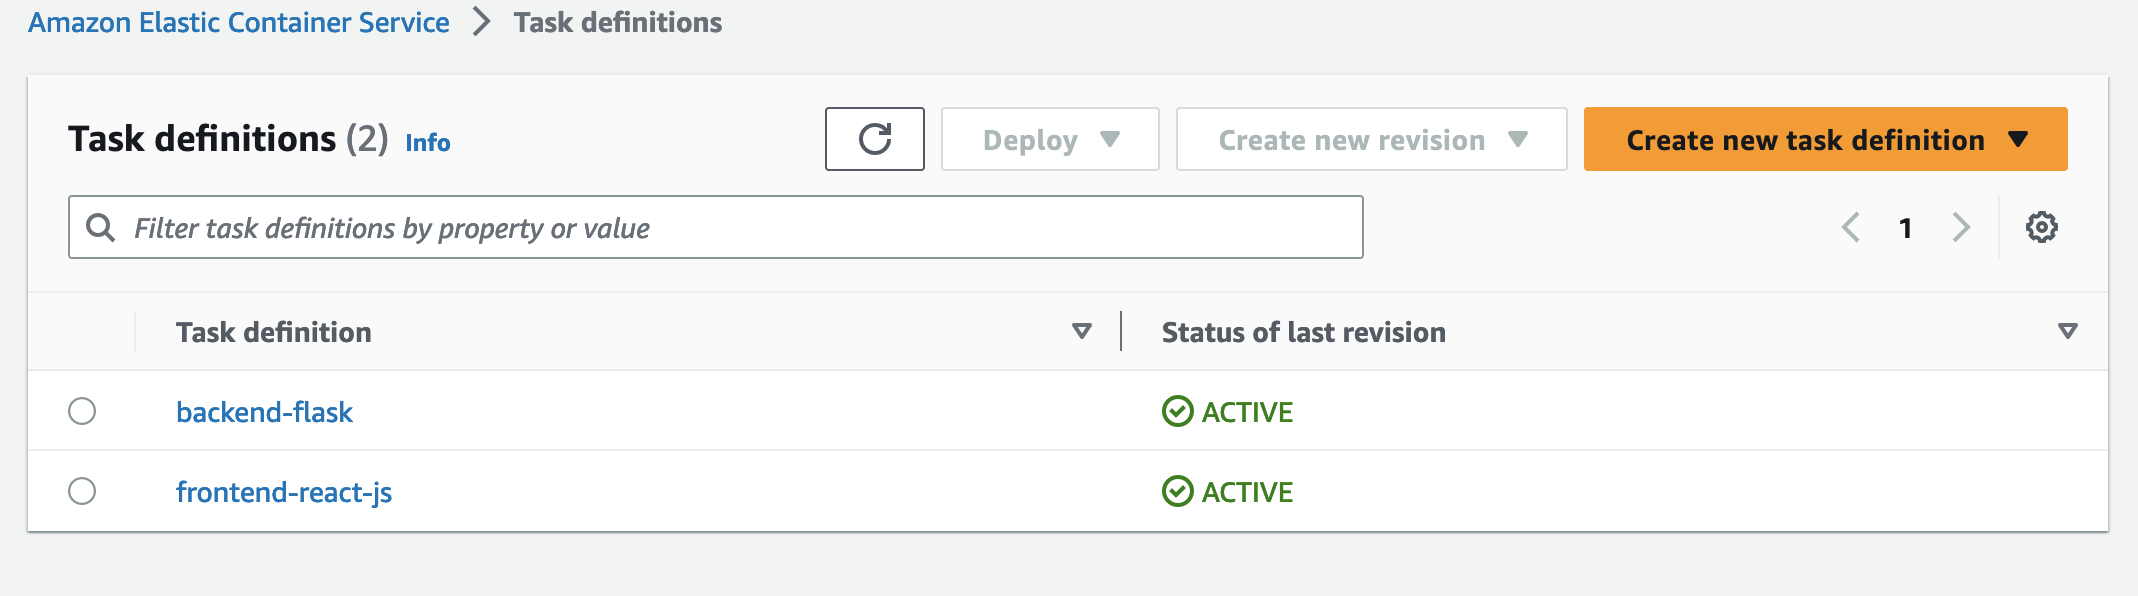 Amazon Elastic Container Service > Task definitions
Task definitions (2) Info
Deploy
Create new revision
Create new task definition
Filter task definitions by property or value
1
Task definition
Status of last revision
backend-flask
ACTIVE
frontend-react-js
ACTIVE